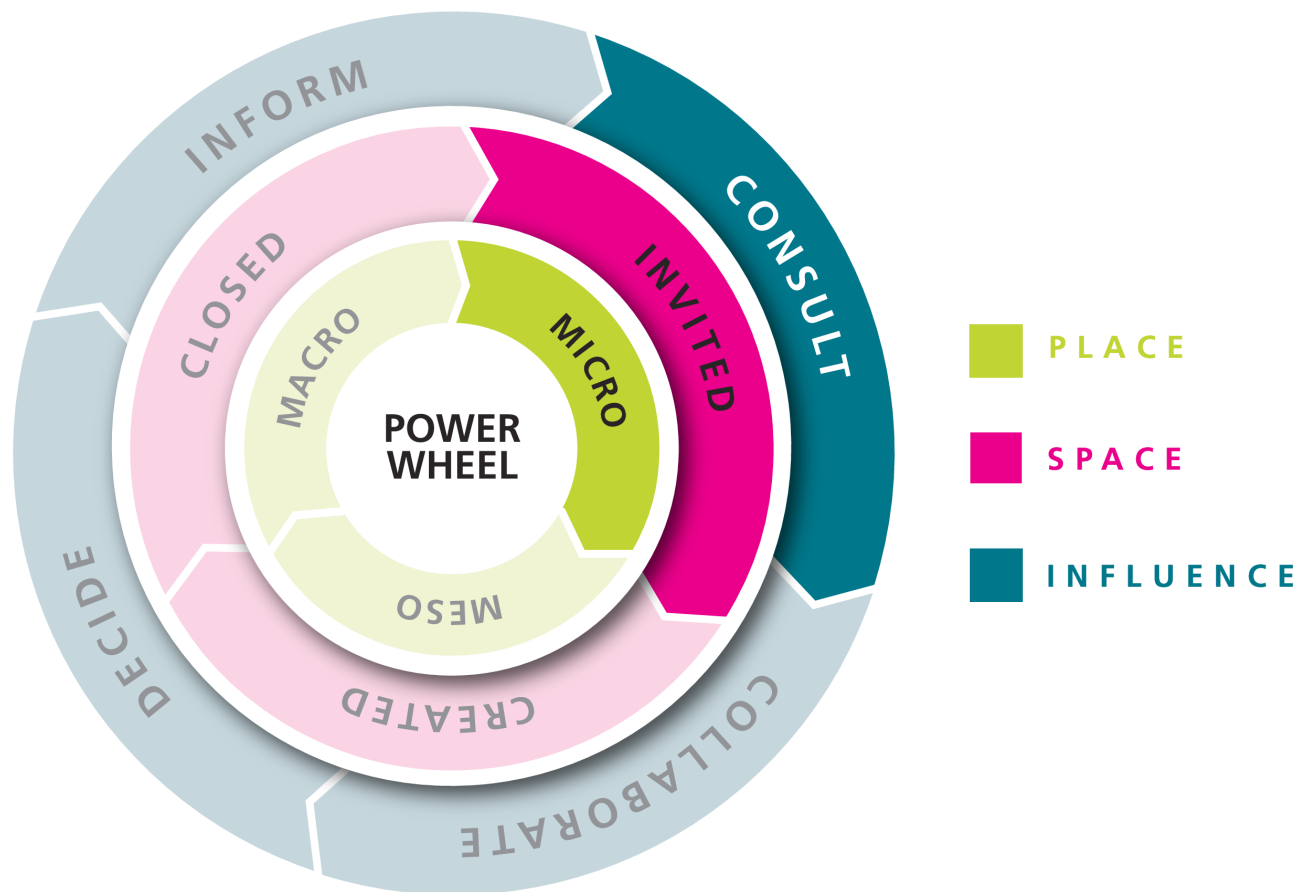 INFORM
CONSULT
COLLABORATE
DECIDE
CLOSED
INVITED
CREATED
MACRO
MICRO
MESO
POWER
WHEEL
PLACE
SPACE
INFLUENCE